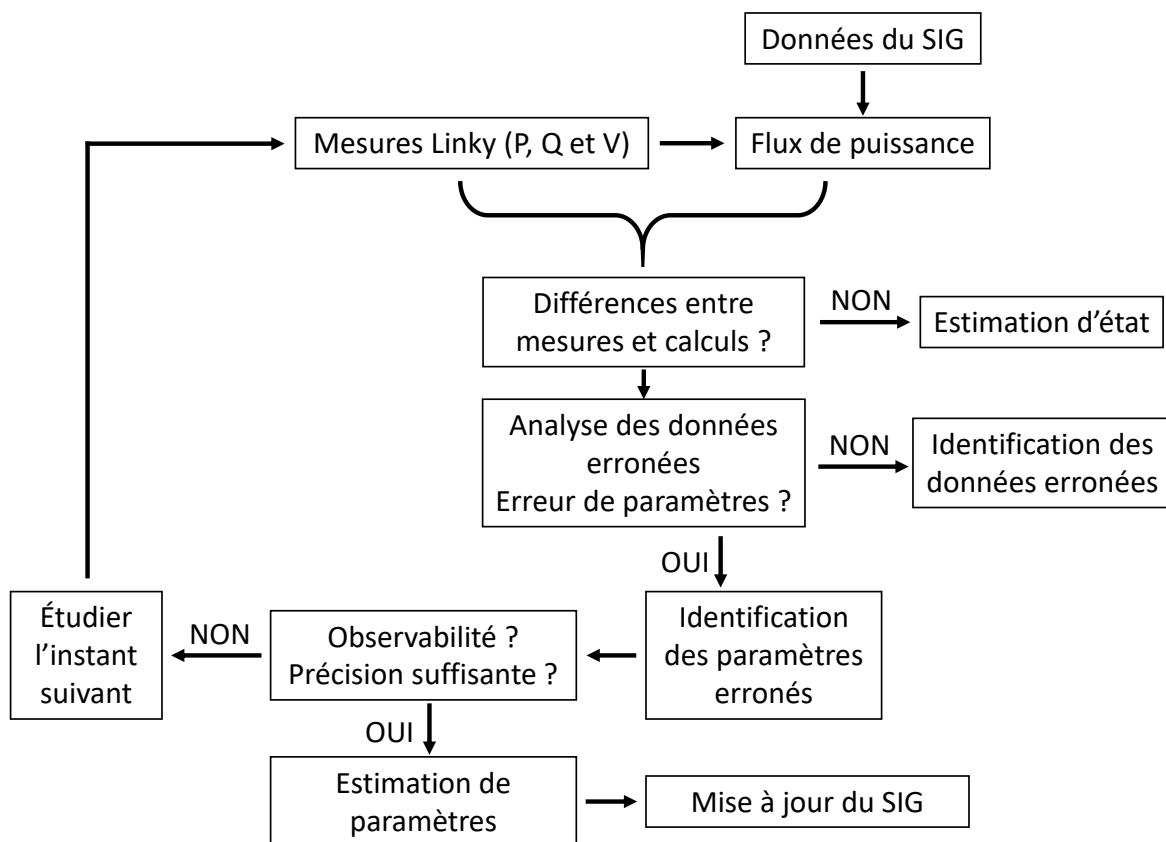 Données du SIG
Mesures Linky (P, Q et V)
Flux de puissance
Différences entre
mesures et calculs ?
NON
Estimation d’état
Analyse des données
erronées
Erreur de paramètres ?
NON
Identification des
données erronées
OUI
Identification
des paramètres
erronés
Observabilité ?
Précision suffisante ?
NON
Étudier
l’instant
suivant
OUI
Estimation de
paramètres
Mise à jour du SIG